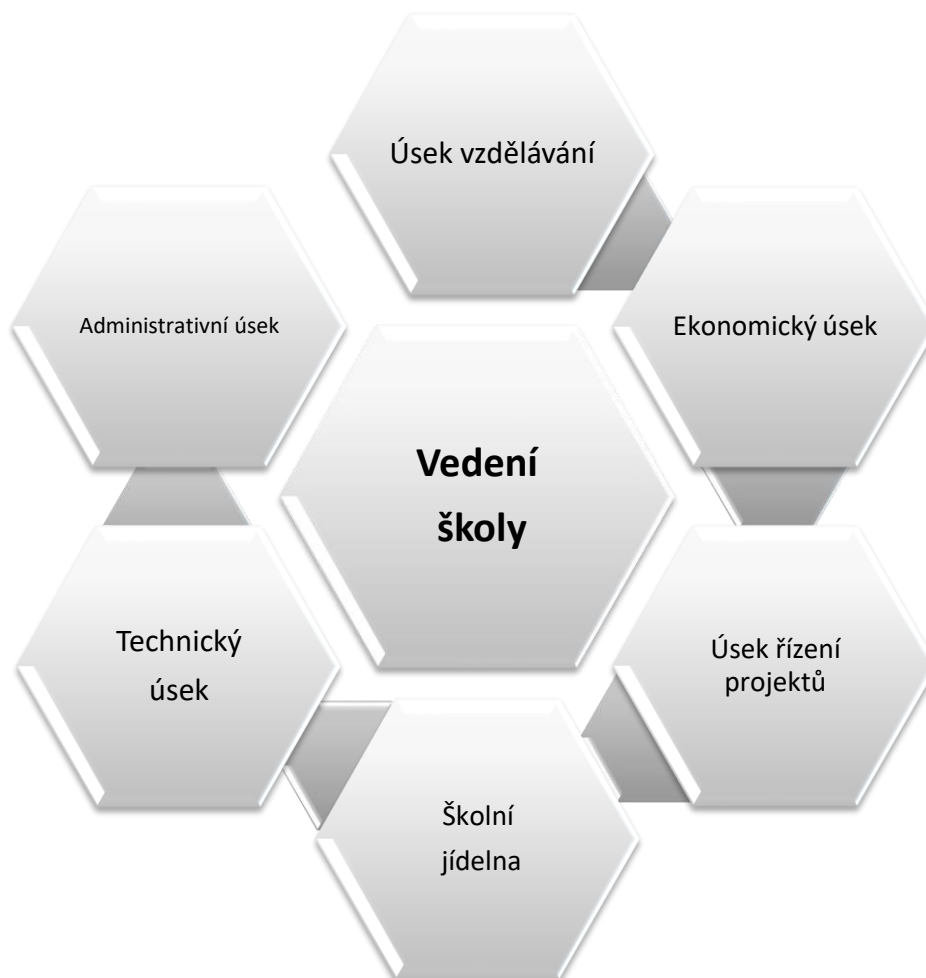 Úsek vzdělávání
Administrativní úsek
Ekonomický úsek
Vedení
školy
Technický
úsek
Úsek řízení
projektů
Školní
jídelna